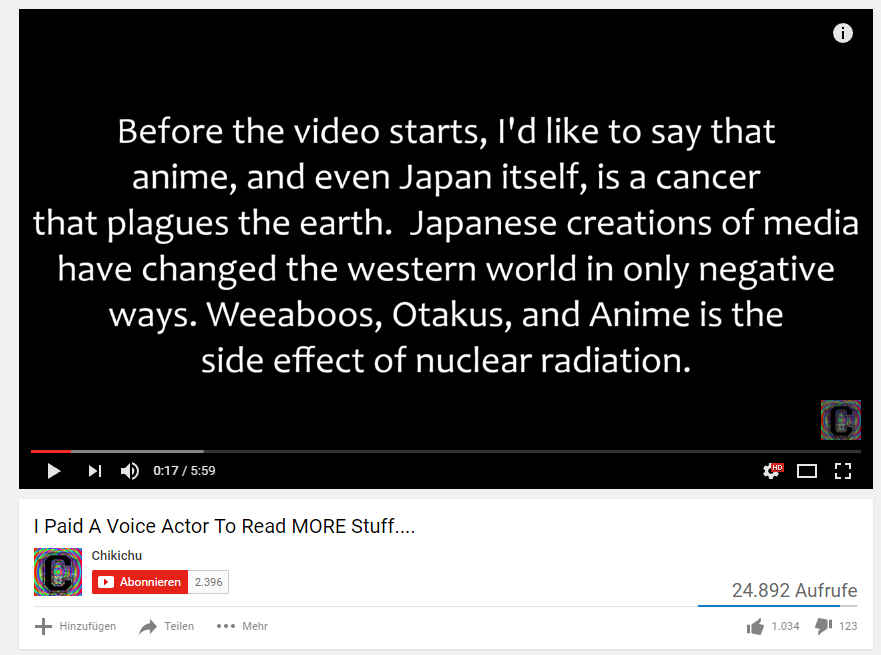 Before the video starts, I'd like to say that
anime, and even Japan itself, is a cancer
that plagues the earth. Japanese creations of media
have changed the western world in only negative
ways. Weeaboos, Otakus, and Anime is the
side effect of nuclear radiation.
C
0:17 / 5:59
HD
I Paid A Voice Actor To Read MORE Stuff....
C
Chikichu
Abonnieren 2.396
24.892 Aufrufe
Hinzufügen Teilen Mehr
1.034 123